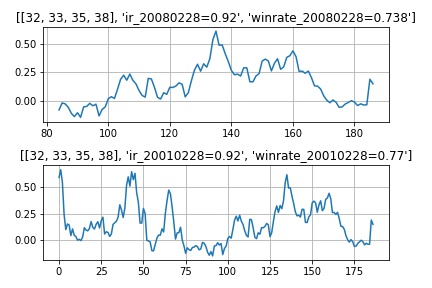 [[32, 33, 35, 38], 'ir_20080228=0.92', 'winrate_20080228=0.738']
0.50
0.25
0.00
80 100 120 140 160 180
[[32, 33, 35, 38], 'ir_20010228=0.92', 'winrate_20010228=0.77']
0.50
0.25
0.00
0 25 50 75 100 125 150 175